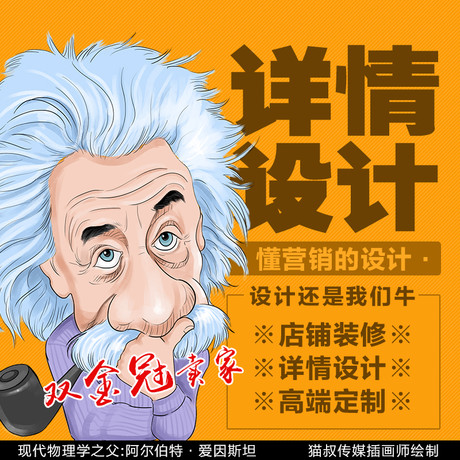 详情
设计
懂营销的设计·
设计还是我们牛
※店铺装修※
※详情设计※
※高端定制※
双金冠卖家
现代物理学之父:阿尔伯特·爱因斯坦
猫叔传媒插画师绘制